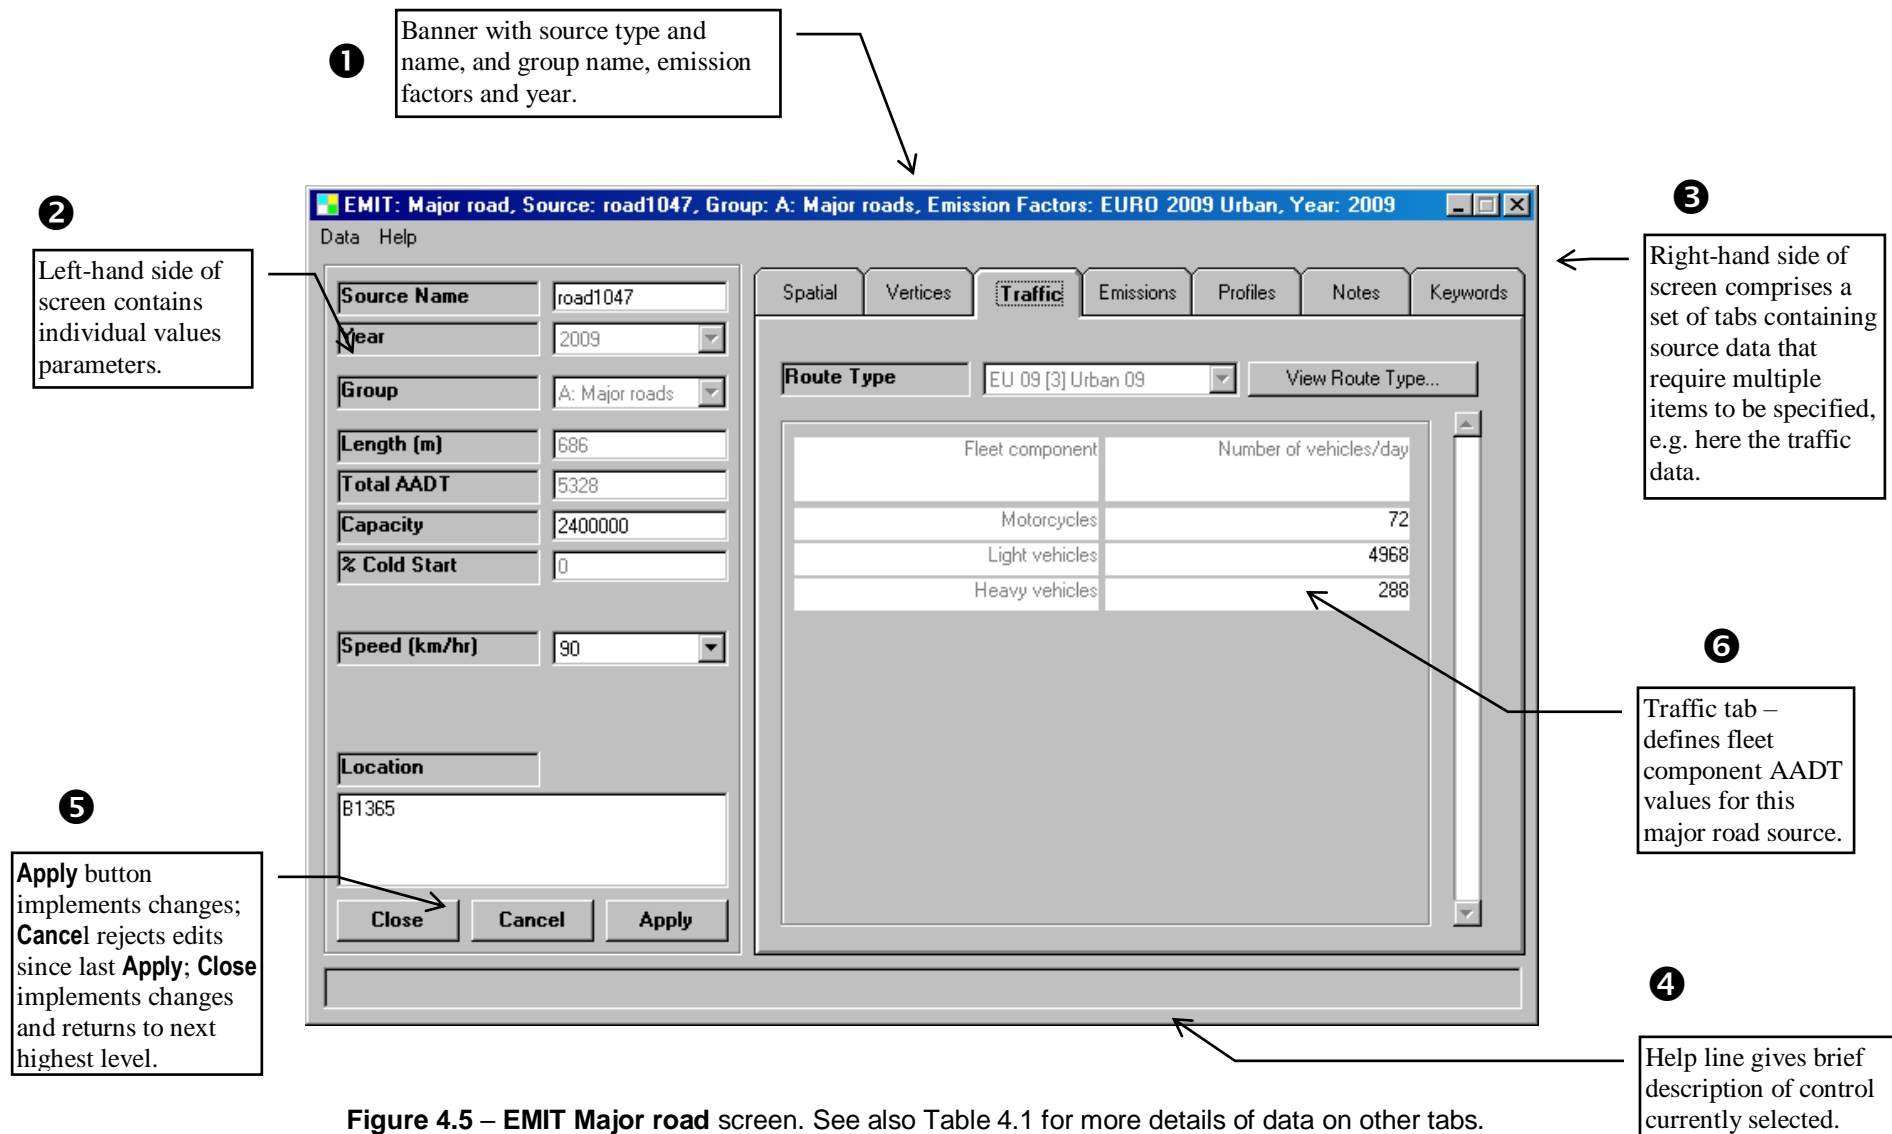 ❶
Banner with source type and
name, and group name, emission
factors and year.
❷
Left-hand side of
screen contains
individual values
parameters.
❸
Right-hand side of
screen comprises a
set of tabs containing
source data that
require multiple
items to be specified,
e.g. here the traffic
data.
EMIT: Major road, Source: road1047, Group: A: Major roads, Emission Factors: EURO 2009 Urban, Year: 2009
Data Help
Source Name road1047
Year 2009
Group A: Major roads
Length (m) 686
Total AADT 5328
Capacity 2400000
% Cold Start 0
Speed (km/hr) 90
Location
B1365
Close Cancel Apply
Spatial Vertices Traffic Emissions Profiles Notes Keywords
Route Type EU 09 [3] Urban 09 View Route Type...
Fleet component Number of vehicles/day
Motorcycles 72
Light vehicles 4968
Heavy vehicles 288
❻
Traffic tab –
defines fleet
component AADT
values for this
major road source.
❺
Apply button
implements changes;
Cancel rejects edits
since last Apply; Close
implements changes
and returns to next
highest level.
❹
Help line gives brief
description of control
currently selected.
Figure 4.5 – EMIT Major road screen. See also Table 4.1 for more details of data on other tabs.